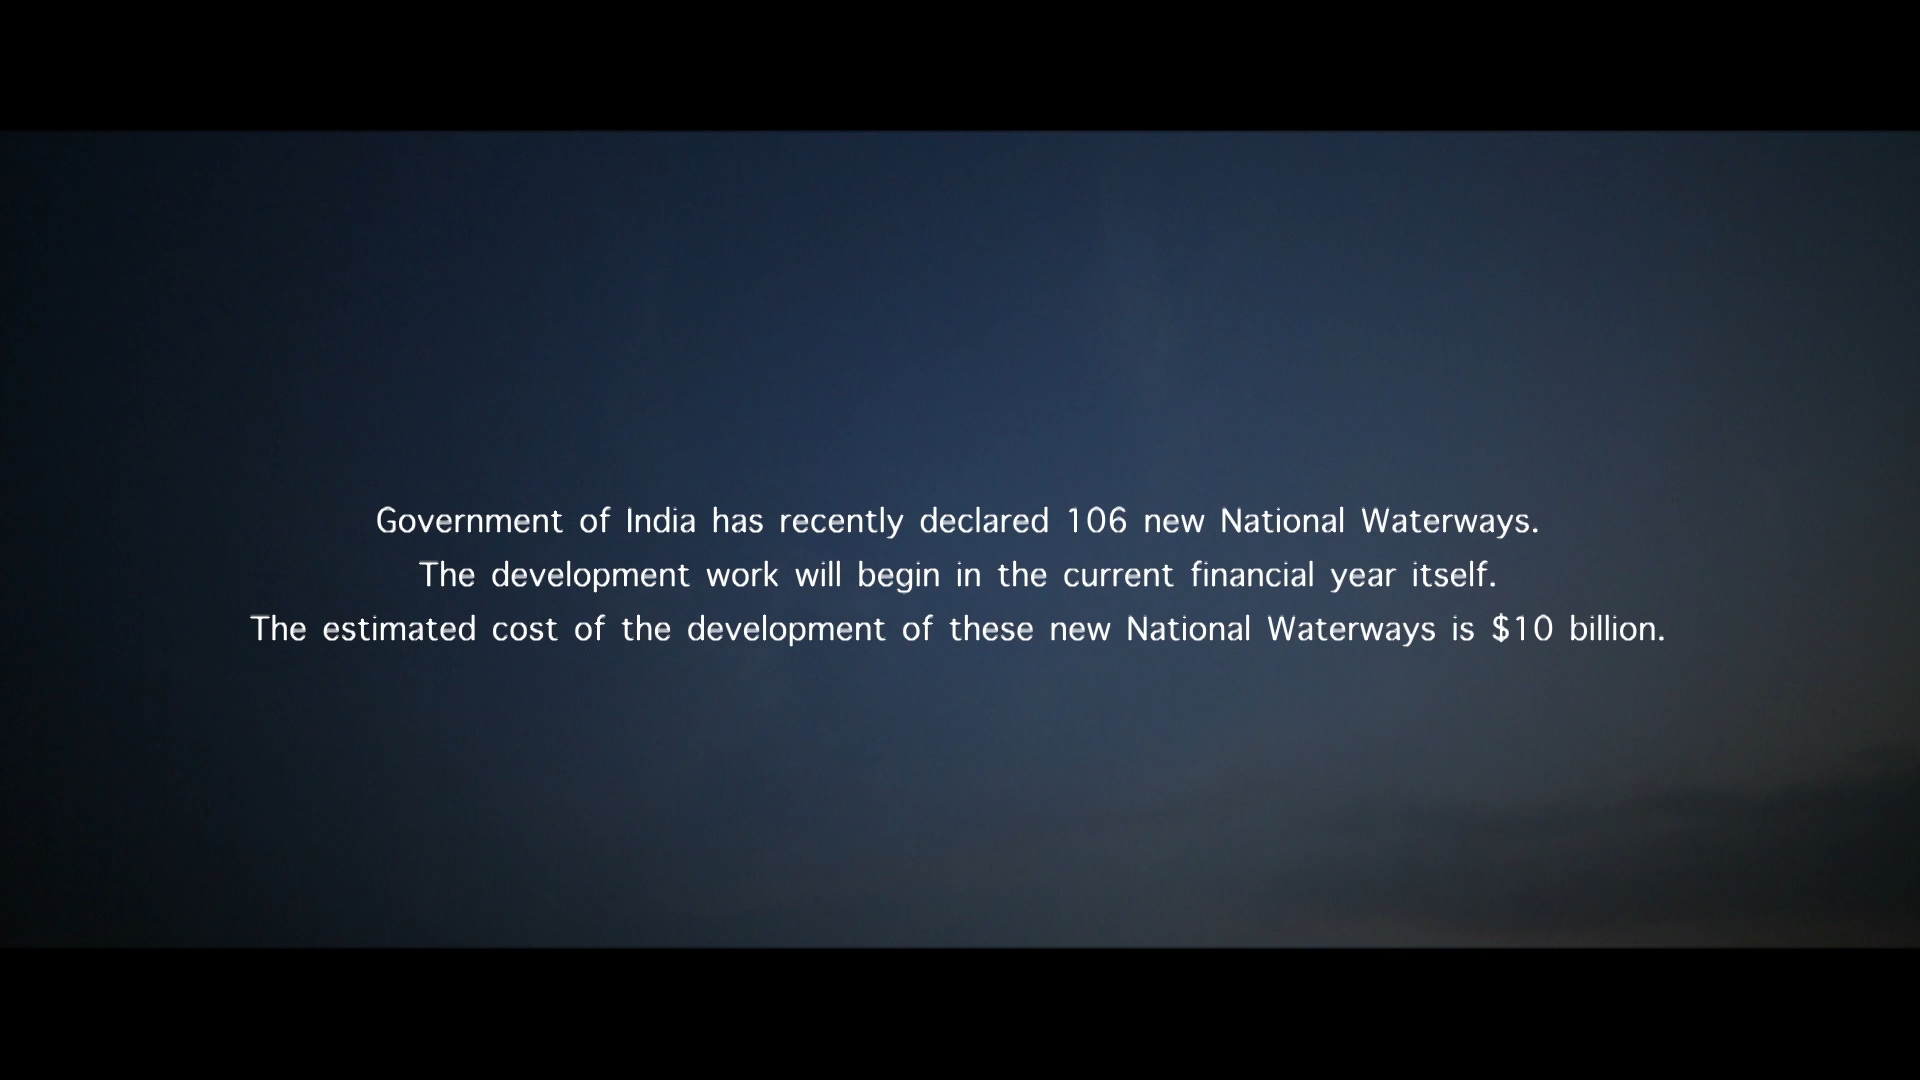 Government of India has recently declared 106 new National Waterways.
The development work will begin in the current financial year itself.
The estimated cost of the development of these new National Waterways is $10 billion.